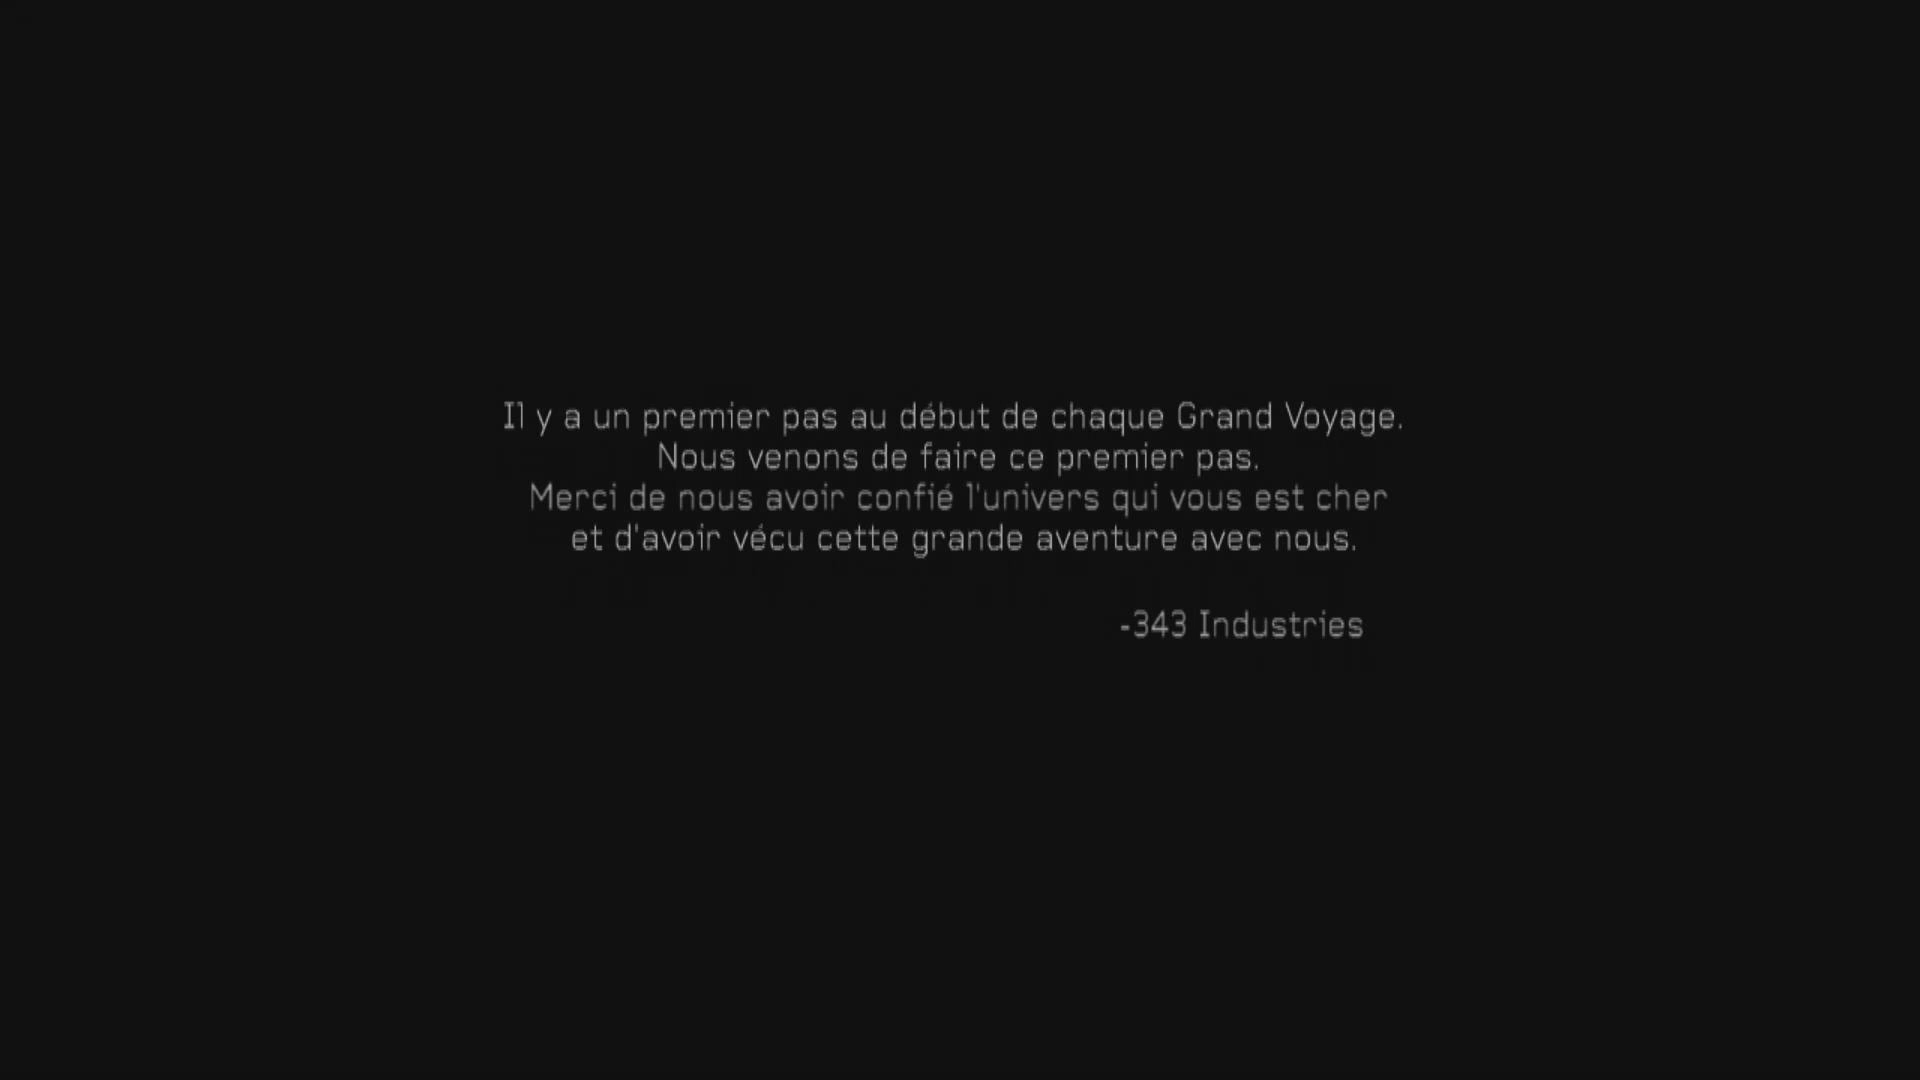 Il y a un premier pas au début de chaque Grand Voyage.
Nous venons de faire ce premier pas.
Merci de nous avoir confié l'univers qui vous est cher
et d'avoir vécu cette grande aventure avec nous.
-343 Industries